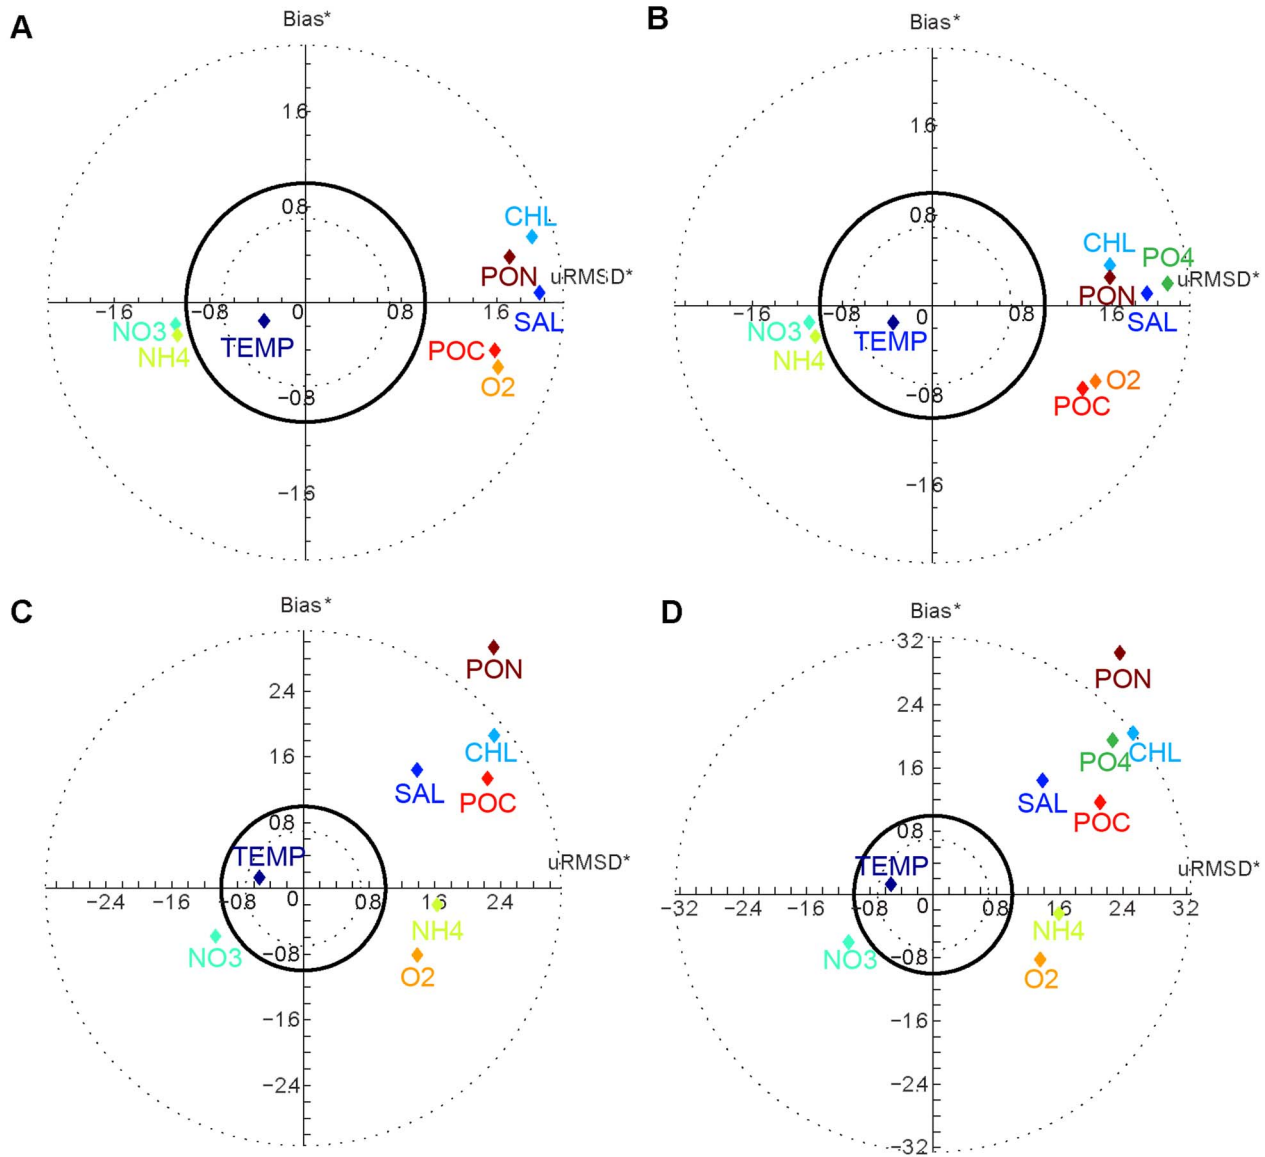 A
Bias*
1.6
0.8
CHL
PON
uRMSD*
SAL
-1.6
-0.8
0
0.8
1.6
NO3
NH4
TEMP
POC
O2
-0.8
-1.6
B
Bias*
1.6
0.8
CHL
PO4
uRMSD*
PON
SAL
-1.6
-0.8
0
0.8
1.6
NO3
NH4
TEMP
O2
POC
-0.8
-1.6
C
Bias*
PON
2.4
CHL
SAL
POC
0.8
TEMP
uRMSD*
-2.4
-1.6
-0.8
0
1.6
2.4
NH4
NO3
-0.8
O2
-1.6
-2.4
D
Bias*
3.2
PON
2.4
CHL
PO4
1.6
SAL
POC
0.8
TEMP
uRMSD*
-3.2
-2.4
-1.6
-0.8
0
0.8
1.6
2.4
3.2
NH4
NO3
-0.8
O2
-1.6
-2.4
-3.2